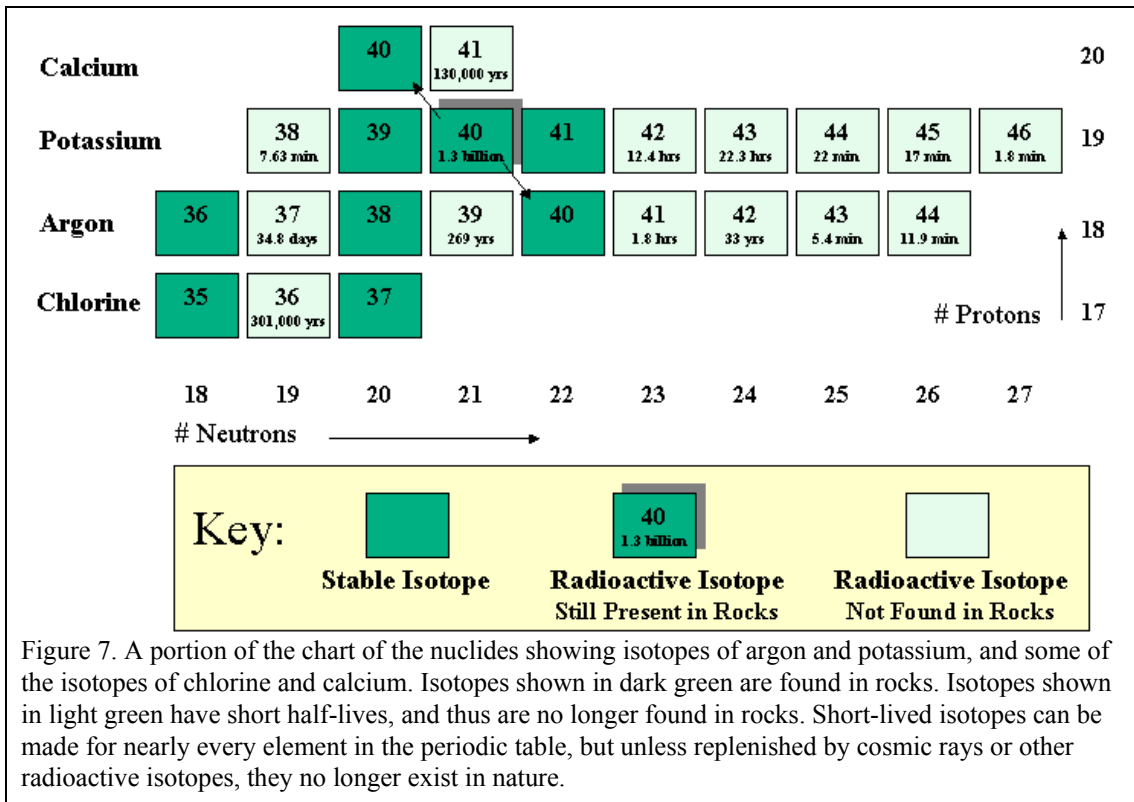 40 41 20
Calcium 130,000 yrs
38 39 40 41 42 43 44 45 46 19
Potassium 7.63 min 1.3 billion 12.4 hrs 22.3 hrs 22 min 17 min 1.8 min
36 37 38 39 40 41 42 43 44 18
Argon 34.8 days 269 yrs 1.8 hrs 33 yrs 5.4 min 11.9 min
35 36 37
Chlorine 301,000 yrs # Protons 17
18 19 20 21 22 23 24 25 26 27
# Neutrons
Key: 40
1.3 billion
Stable Isotope Radioactive Isotope Radioactive Isotope
Still Present in Rocks Not Found in Rocks
Figure 7. A portion of the chart of the nuclides showing isotopes of argon and potassium, and some of
the isotopes of chlorine and calcium. Isotopes shown in dark green are found in rocks. Isotopes shown
in light green have short half-lives, and thus are no longer found in rocks. Short-lived isotopes can be
made for nearly every element in the periodic table, but unless replenished by cosmic rays or other
radioactive isotopes, they no longer exist in nature.